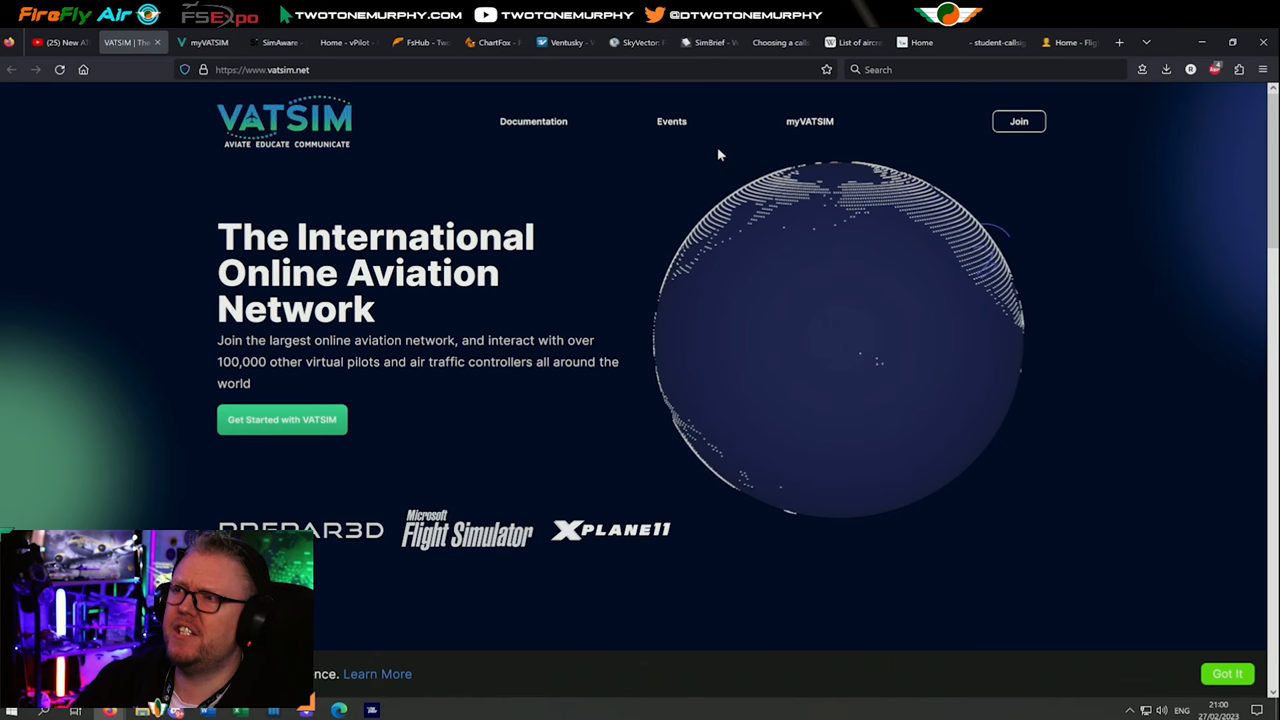 FireFly Air
FSExpo
TWOTONEMURPHY.COM
TWOTONEMURPHY
@DTWOTONEMURPHY
(25) New A
VATSIM | The
myVATSIM
SimAware -
Home - vPilot -
FsHub - Tw
ChartFox - F
Ventusky - V
SkyVector: F
SimBrief - V
Choosing a calls
List of aircr
Home
- student-callsig
Home - Flig
https://www.vatsim.net
Search
4
VATSIM
AVIATE EDUCATE COMMUNICATE
Documentation
Events
myVATSIM
Join
The International
Online Aviation
Network
Join the largest online aviation network, and interact with over
100,000 other virtual pilots and air traffic controllers all around the
world
Get Started with VATSIM
PREPAR3D
Microsoft
Flight Simulator
XPLANE11
nce. Learn More
Got It
ENG
21:00
27/02/2023